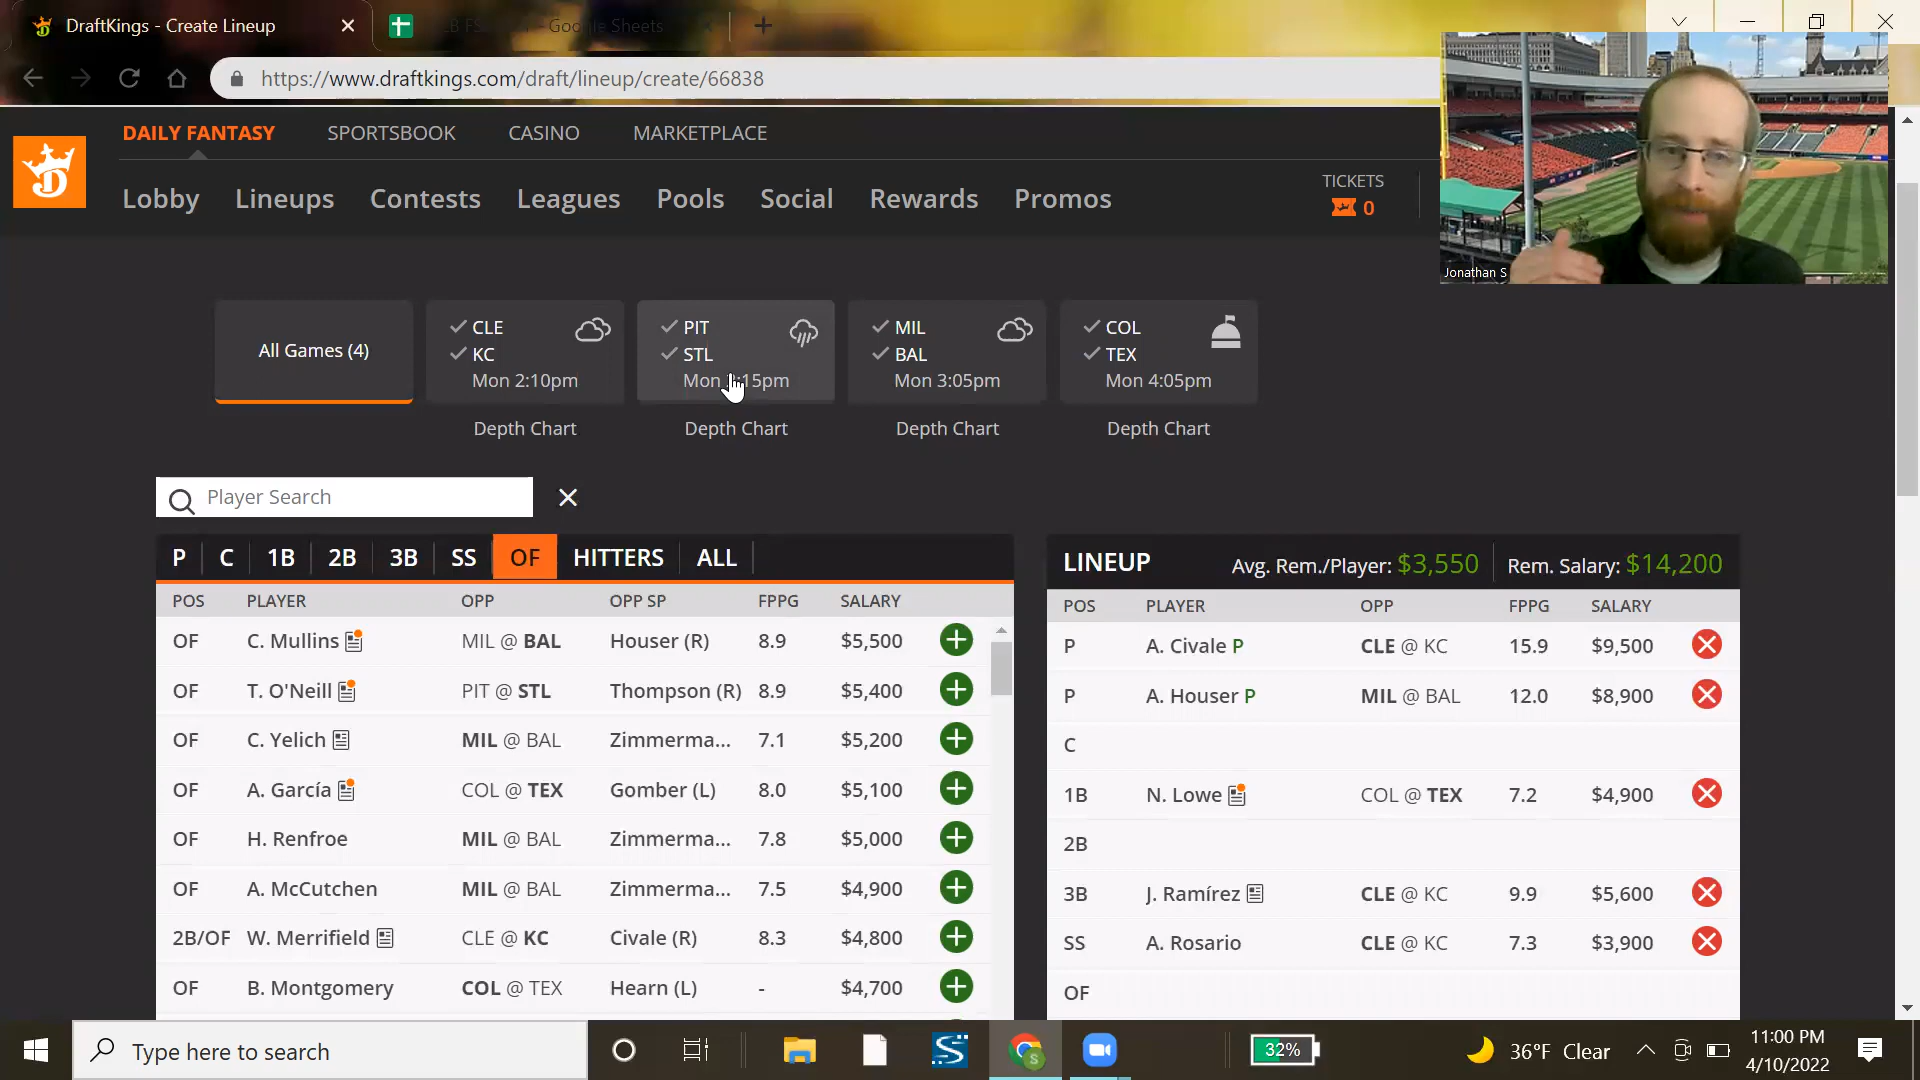 DraftKings - Create Lineup
B FS Google Sheets
https://www.draftkings.com/draft/lineup/create/66838
DAILY FANTASY SPORTSBOOK CASINO MARKETPLACE
Lobby Lineups Contests Leagues Pools Social Rewards Promos
TICKETS
0
Jonathan S
All Games (4)
CLE
KC
Mon 2:10pm
Depth Chart
PIT
STL
Mon 15pm
Depth Chart
MIL
BAL
Mon 3:05pm
Depth Chart
COL
TEX
Mon 4:05pm
Depth Chart
Player Search
P C 1B 2B 3B SS OF HITTERS ALL
POS PLAYER OPP OPP SP FPPG SALARY
OF C. Mullins MIL @ BAL Houser (R) 8.9 $5,500
OF T. O'Neill PIT @ STL Thompson (R) 8.9 $5,400
OF C. Yelich MIL @ BAL Zimmerma... 7.1 $5,200
OF A. García COL @ TEX Gomber (L) 8.0 $5,100
OF H. Renfroe MIL @ BAL Zimmerma... 7.8 $5,000
OF A. McCutchen MIL @ BAL Zimmerma... 7.5 $4,900
2B/OF W. Merrifield CLE @ KC Civale (R) 8.3 $4,800
OF B. Montgomery COL @ TEX Hearn (L) - $4,700
LINEUP Avg. Rem./Player: $3,550 Rem. Salary: $14,200
POS PLAYER OPP FPPG SALARY
P A. Civale P CLE @ KC 15.9 $9,500
P A. Houser P MIL @ BAL 12.0 $8,900
C
1B N. Lowe COL @ TEX 7.2 $4,900
2B
3B J. Ramírez CLE @ KC 9.9 $5,600
SS A. Rosario CLE @ KC 7.3 $3,900
OF
Type here to search
32%
36°F Clear
11:00 PM
4/10/2022